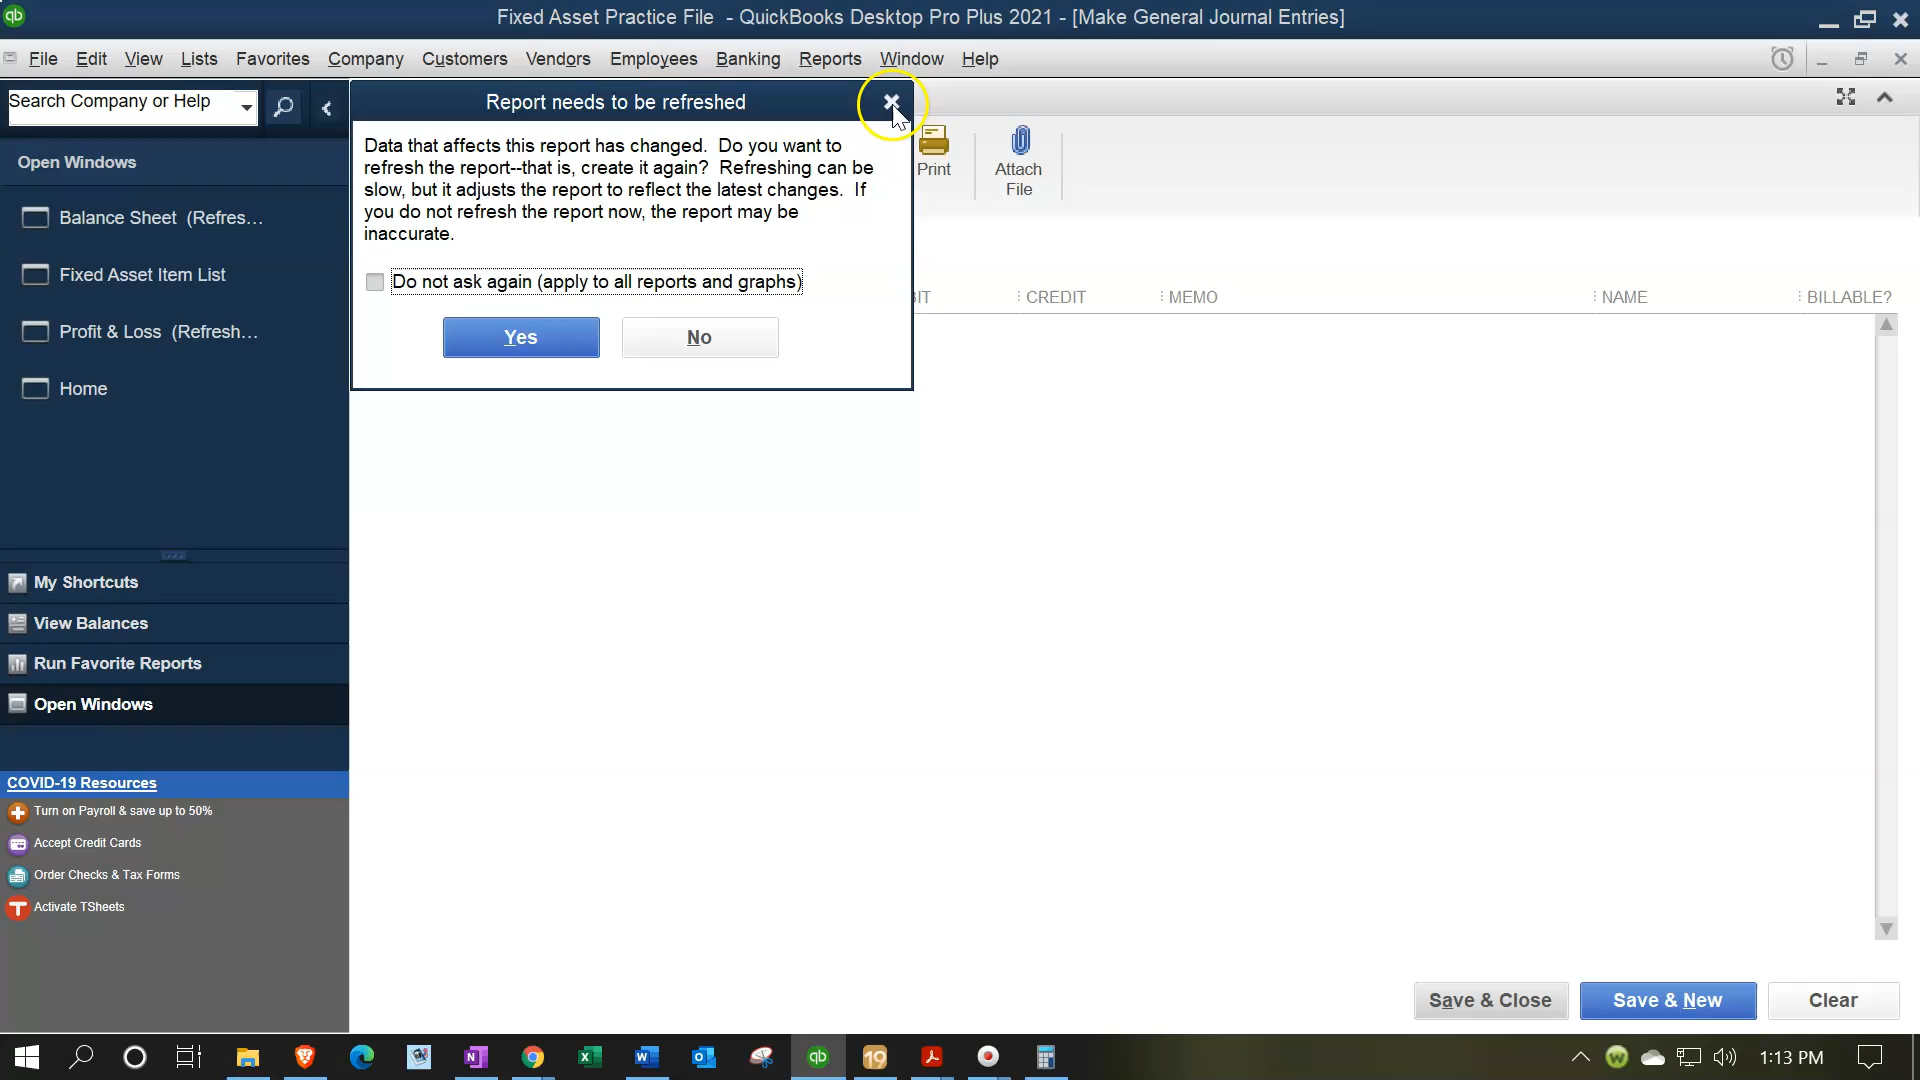 qb
Fixed Asset Practice File - QuickBooks Desktop Pro Plus 2021 - [Make General Journal Entries]
File Edit View Lists Favorites Company Customers Vendors Employees Banking Reports Window Help
Search Company or Help
Report needs to be refreshed
Data that affects this report has changed. Do you want to
refresh the report--that is, create it again? Refreshing can be
slow, but it adjusts the report to reflect the latest changes. If
you do not refresh the report now, the report may be
inaccurate.
Do not ask again (apply to all reports and graphs)
Yes No
Print
Attach
File
CREDIT MEMO NAME BILLABLE?
Open Windows
Balance Sheet (Refres...
Fixed Asset Item List
Profit & Loss (Refresh...
Home
My Shortcuts
View Balances
Run Favorite Reports
Open Windows
COVID-19 Resources
Turn on Payroll & save up to 50%
Accept Credit Cards
Order Checks & Tax Forms
Activate TSheets
Save & Close Save & New Clear
qb 19 1:13 PM